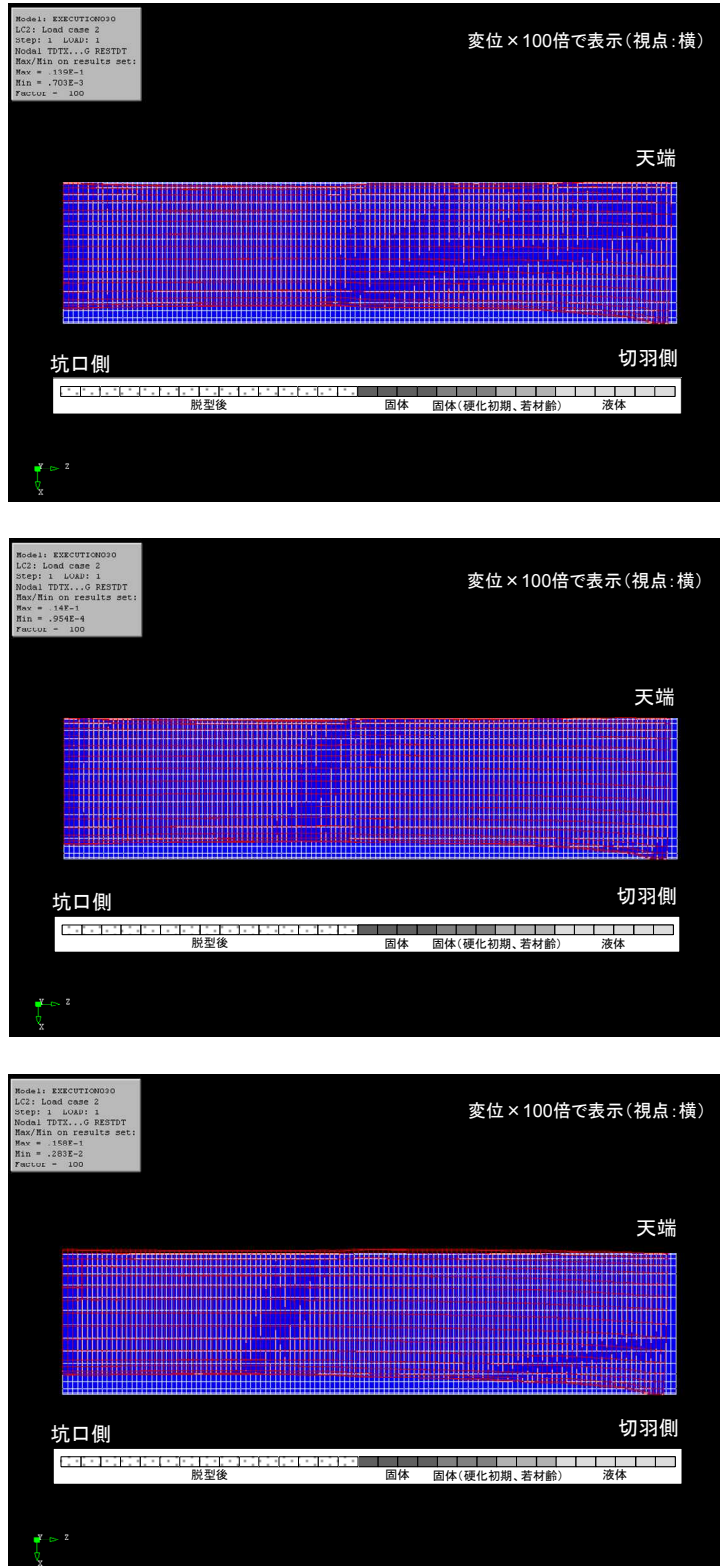 Model: EXECUTION030
LC2: Load case 2
Step: 1 LOAD: 1
Nodal TDTX...G RESTDT
Max/Min on results set:
Max = .139E-1
Min = .703E-3
Factor = 100
変位×100倍で表示(視点:横)
天端
坑口側
切羽側
脱型後 固体 固体(硬化初期、若材齢) 液体
Y Z
X
Model: EXECUTION030
LC2: Load case 2
Step: 1 LOAD: 1
Nodal TDTX...G RESTDT
Max/Min on results set:
Max = .14E-1
Min = .954E-4
Factor = 100
変位×100倍で表示(視点:横)
天端
坑口側
切羽側
脱型後 固体 固体(硬化初期、若材齢) 液体
Y Z
X
Model: EXECUTION030
LC2: Load case 2
Step: 1 LOAD: 1
Nodal TDTX...G RESTDT
Max/Min on results set:
Max = .158E-1
Min = .283E-2
Factor = 100
変位×100倍で表示(視点:横)
天端
坑口側
切羽側
脱型後 固体 固体(硬化初期、若材齢) 液体
Y Z
X